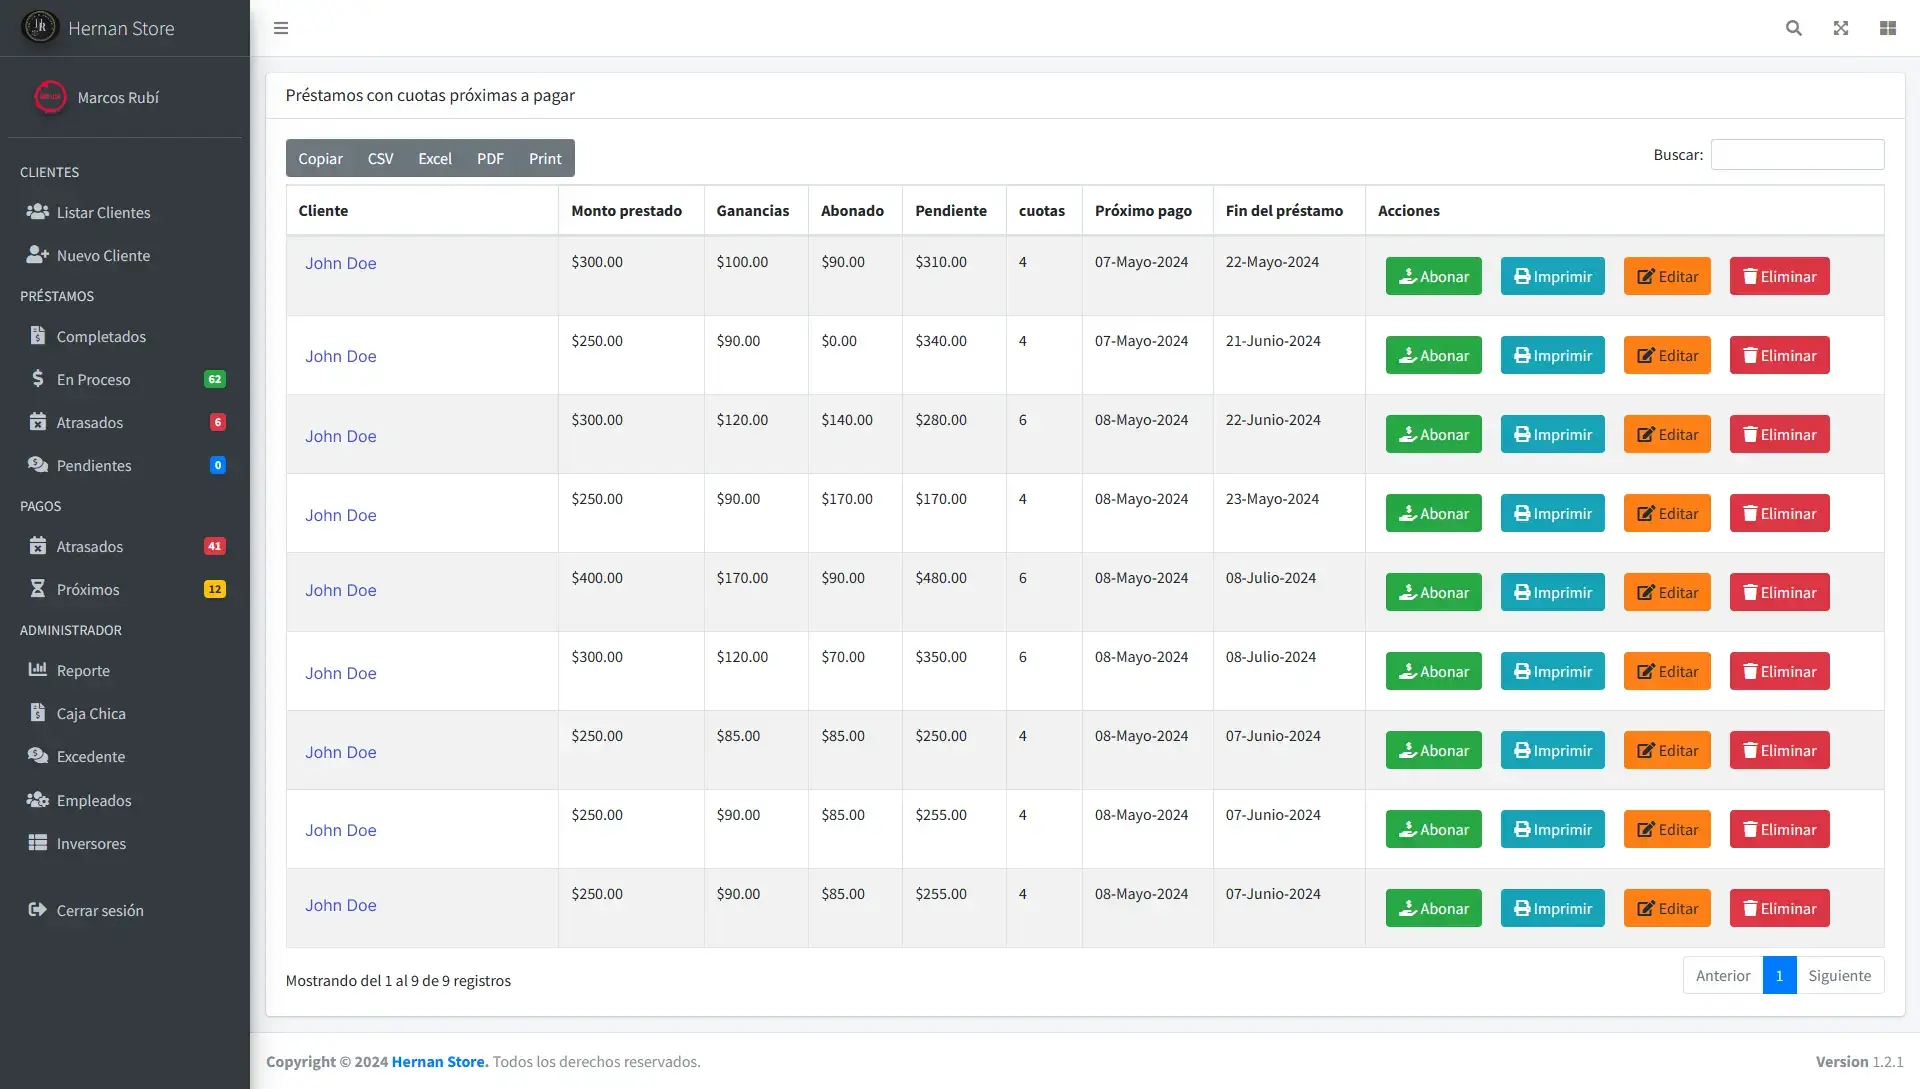 Hernan Store
Marcos Rubí
CLIENTES
Listar Clientes
Nuevo Cliente
PRÉSTAMOS
Completados
En Proceso 62
Atrasados 6
Pendientes 0
PAGOS
Atrasados 41
Próximos 12
ADMINISTRADOR
Reporte
Caja Chica
Excedente
Empleados
Inversores
Cerrar sesión
Préstamos con cuotas próximas a pagar
Copiar CSV Excel PDF Print
Buscar:
Cliente Monto prestado Ganancias Abonado Pendiente cuotas Próximo pago Fin del préstamo Acciones
John Doe $300.00 $100.00 $90.00 $310.00 4 07-Mayo-2024 22-Mayo-2024 Abonar Imprimir Editar Eliminar
John Doe $250.00 $90.00 $0.00 $340.00 4 07-Mayo-2024 21-Junio-2024 Abonar Imprimir Editar Eliminar
John Doe $300.00 $120.00 $140.00 $280.00 6 08-Mayo-2024 22-Junio-2024 Abonar Imprimir Editar Eliminar
John Doe $250.00 $90.00 $170.00 $170.00 4 08-Mayo-2024 23-Mayo-2024 Abonar Imprimir Editar Eliminar
John Doe $400.00 $170.00 $90.00 $480.00 6 08-Mayo-2024 08-Julio-2024 Abonar Imprimir Editar Eliminar
John Doe $300.00 $120.00 $70.00 $350.00 6 08-Mayo-2024 08-Julio-2024 Abonar Imprimir Editar Eliminar
John Doe $250.00 $85.00 $85.00 $250.00 4 08-Mayo-2024 07-Junio-2024 Abonar Imprimir Editar Eliminar
John Doe $250.00 $90.00 $85.00 $255.00 4 08-Mayo-2024 07-Junio-2024 Abonar Imprimir Editar Eliminar
John Doe $250.00 $90.00 $85.00 $255.00 4 08-Mayo-2024 07-Junio-2024 Abonar Imprimir Editar Eliminar
Mostrando del 1 al 9 de 9 registros
Anterior 1 Siguiente
Copyright © 2024 Hernan Store. Todos los derechos reservados.
Version 1.2.1